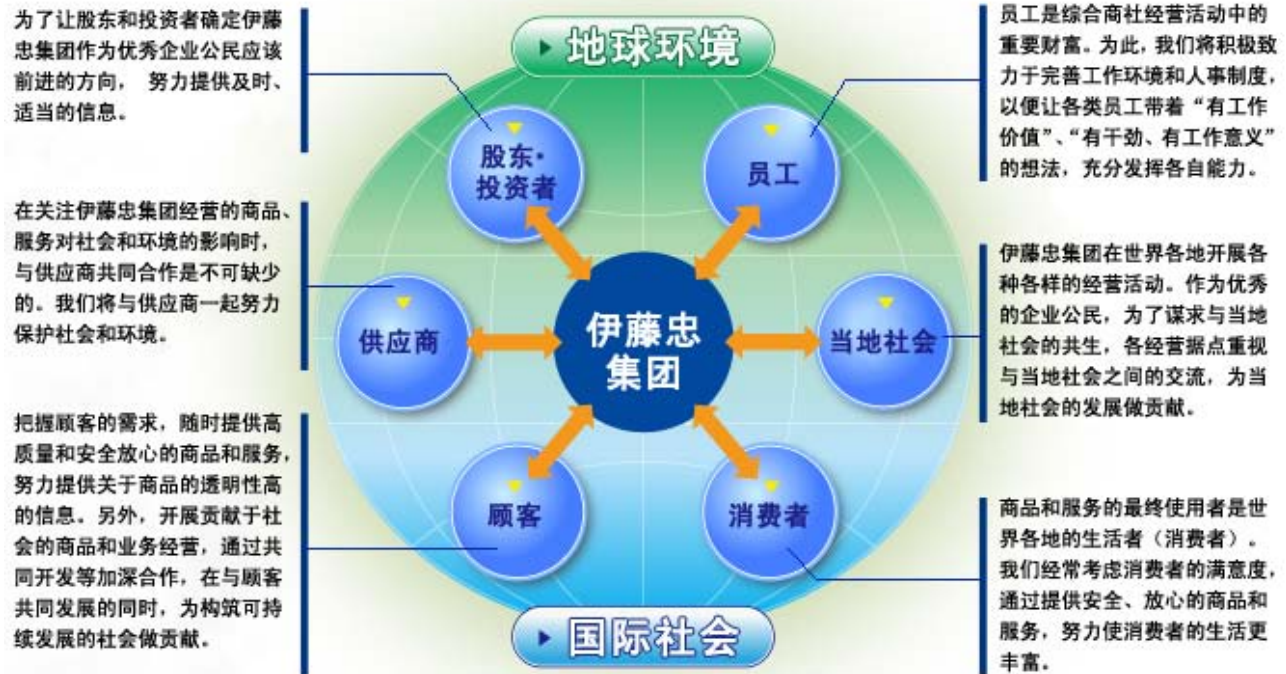 为了让股东和投资者确定伊藤
忠集团作为优秀企业公民应该
前进的方向， 努力提供及时、
适当的信息。
在关注伊藤忠集团经营的商品、
服务对社会和环境的影响时，
与供应商共同合作是不可缺少
的。我们将与供应商一起努力
保护社会和环境。
把握顾客的需求，随时提供高
质量和安全放心的商品和服务，
努力提供关于商品的透明性高
的信息。另外，开展贡献于社
会的商品和业务经营，通过共
同开发等加深合作，在与顾客
共同发展的同时，为构筑可持
续发展的社会做贡献。
地球环境
股东·
投资者
员工
供应商
伊藤忠
集团
当地社会
顾客
消费者
国际社会
员工是综合商社经营活动中的
重要财富。为此，我们将积极致
力于完善工作环境和人事制度，
以便让各类员工带着“有工作
价值”、“有干劲、有工作意义”
的想法，充分发挥各自能力。
伊藤忠集团在世界各地开展各
种各样的经营活动。作为优秀
的企业公民，为了谋求与当地
社会的共生，各经营据点重视
与当地社会之间的交流，为当
地社会的发展做贡献。
商品和服务的最终使用者是世
界各地的生活者（消费者）。
我们经常考虑消费者的满意度，
通过提供安全、放心的商品和
服务，努力使消费者的生活更
丰富。